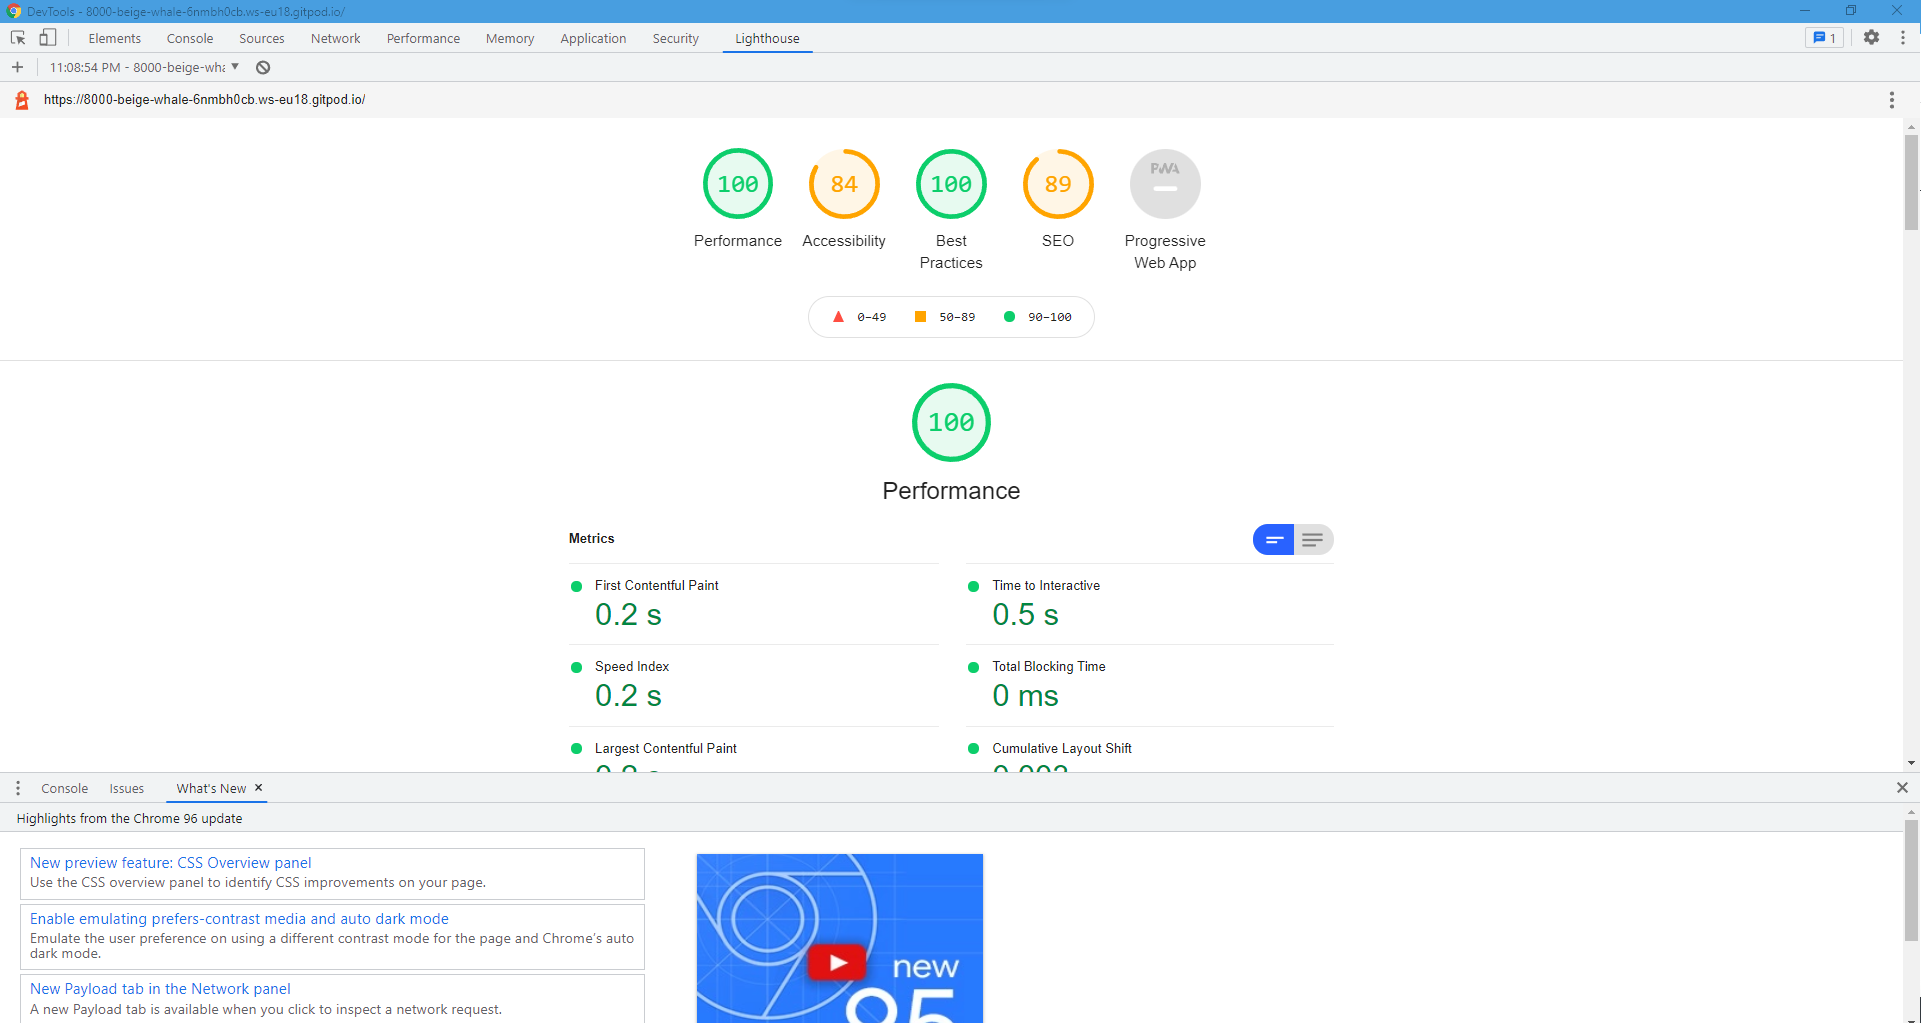 DevTools - 8000-beige-whale-6nmbh0cb.ws-eu18.gitpod.io/
Elements Console Sources Network Performance Memory Application Security Lighthouse 1
11:08:54 PM - 8000-beige-wha
https://8000-beige-whale-6nmbh0cb.ws-eu18.gitpod.io/
100 84 100 89 PWA
Performance Accessibility Best Practices SEO Progressive Web App
0–49 50–89 90–100
100
Performance
Metrics
First Contentful Paint
0.2 s
Time to Interactive
0.5 s
Speed Index
0.2 s
Total Blocking Time
0 ms
Largest Contentful Paint
Cumulative Layout Shift
Console Issues What's New
Highlights from the Chrome 96 update
New preview feature: CSS Overview panel
Use the CSS overview panel to identify CSS improvements on your page.
Enable emulating prefers-contrast media and auto dark mode
Emulate the user preference on using a different contrast mode for the page and Chrome's auto
dark mode.
New Payload tab in the Network panel
A new Payload tab is available when you click to inspect a network request.
new